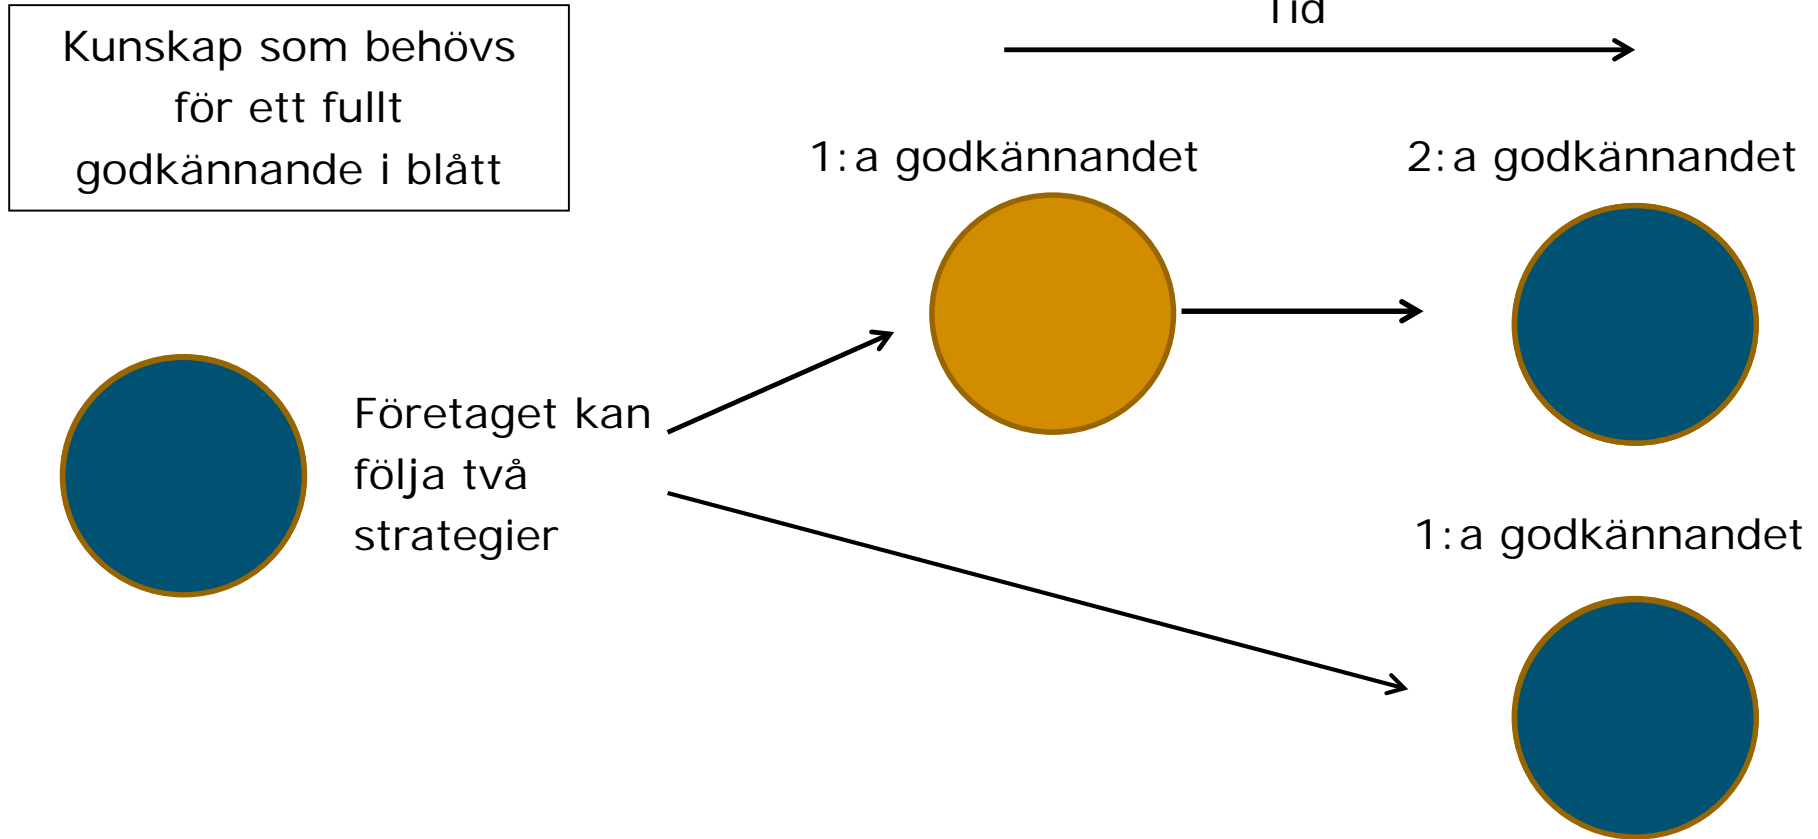 Kunskap som behövs
för ett fullt
godkännande i blått
Tid
1:a godkännandet
2:a godkännandet
Företaget kan
följa två
strategier
1:a godkännandet